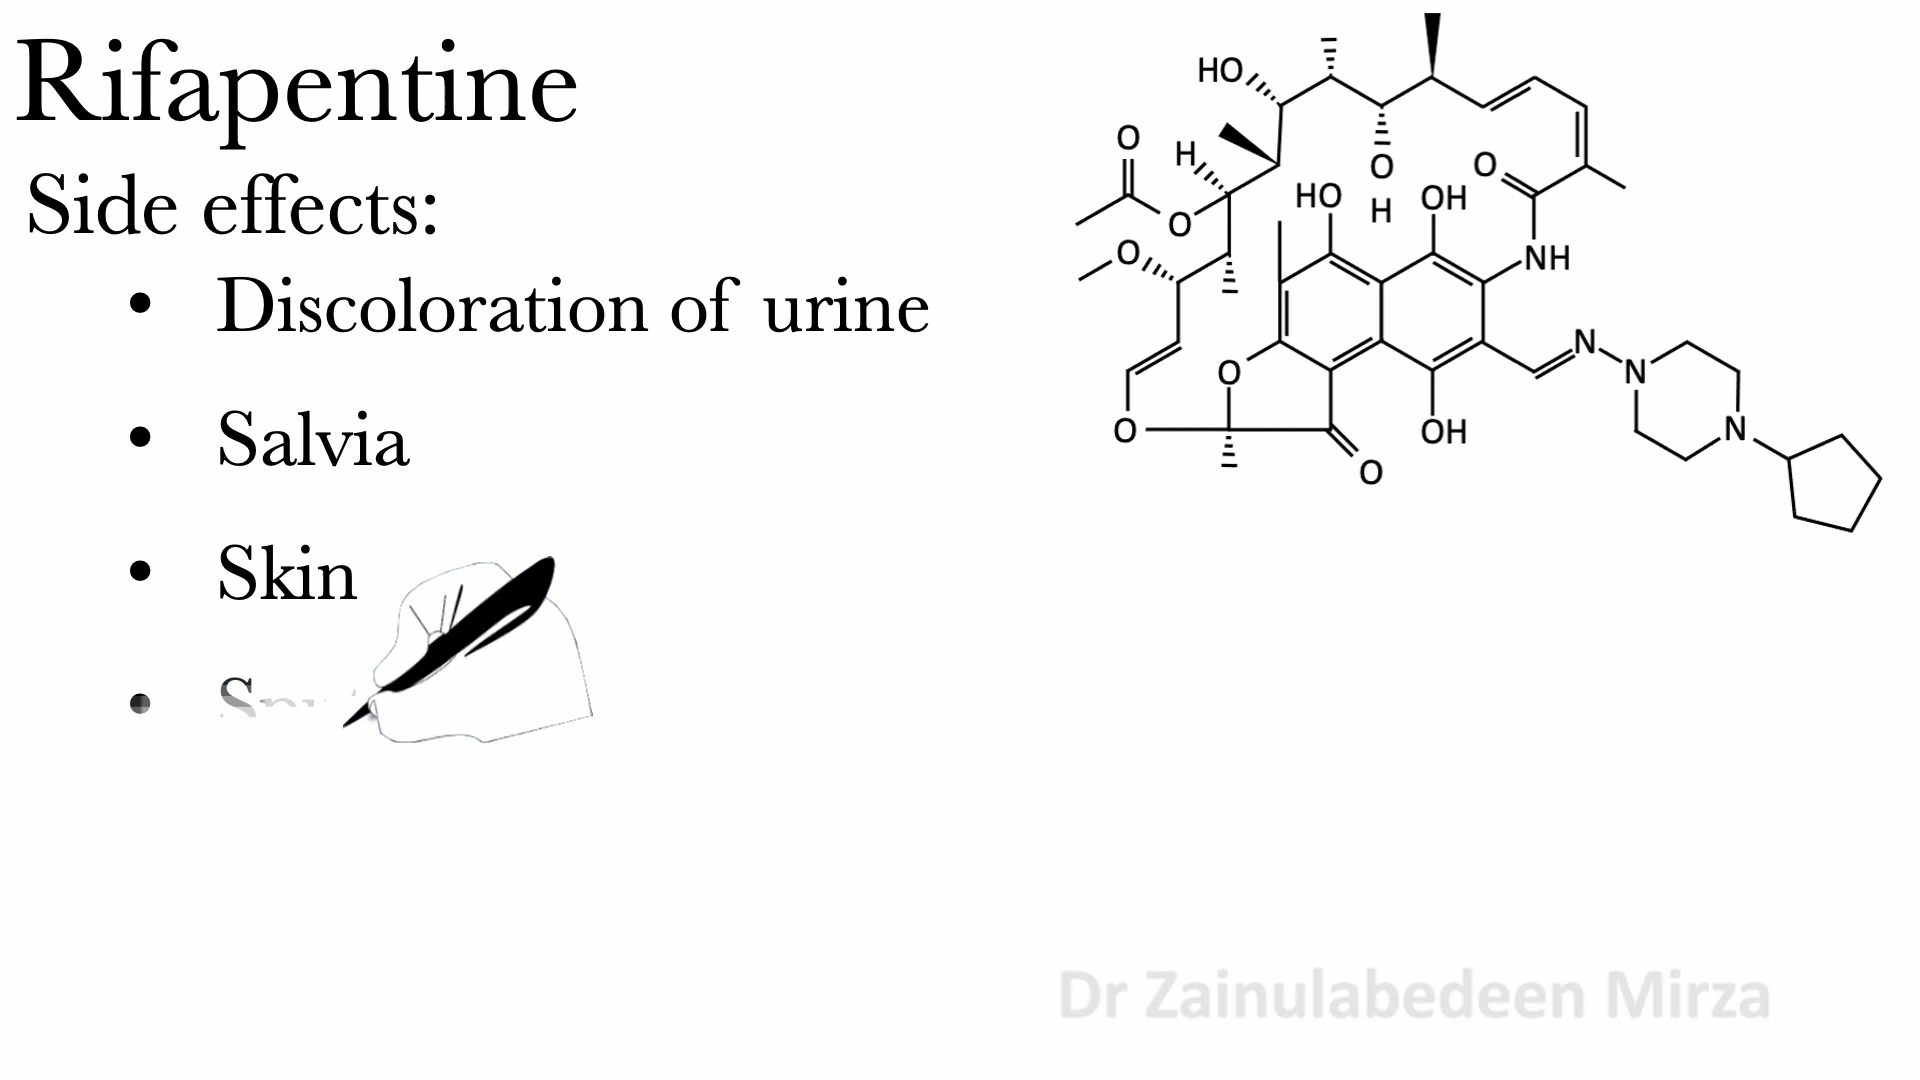 Rifapentine
Side effects:
• Discoloration of urine
• Salvia
• Skin
HO
O
H
O
O
HO
OH
O
H
O
NH
O
N
N
O
O
OH
N
O
Dr Zainulabedeen Mirza